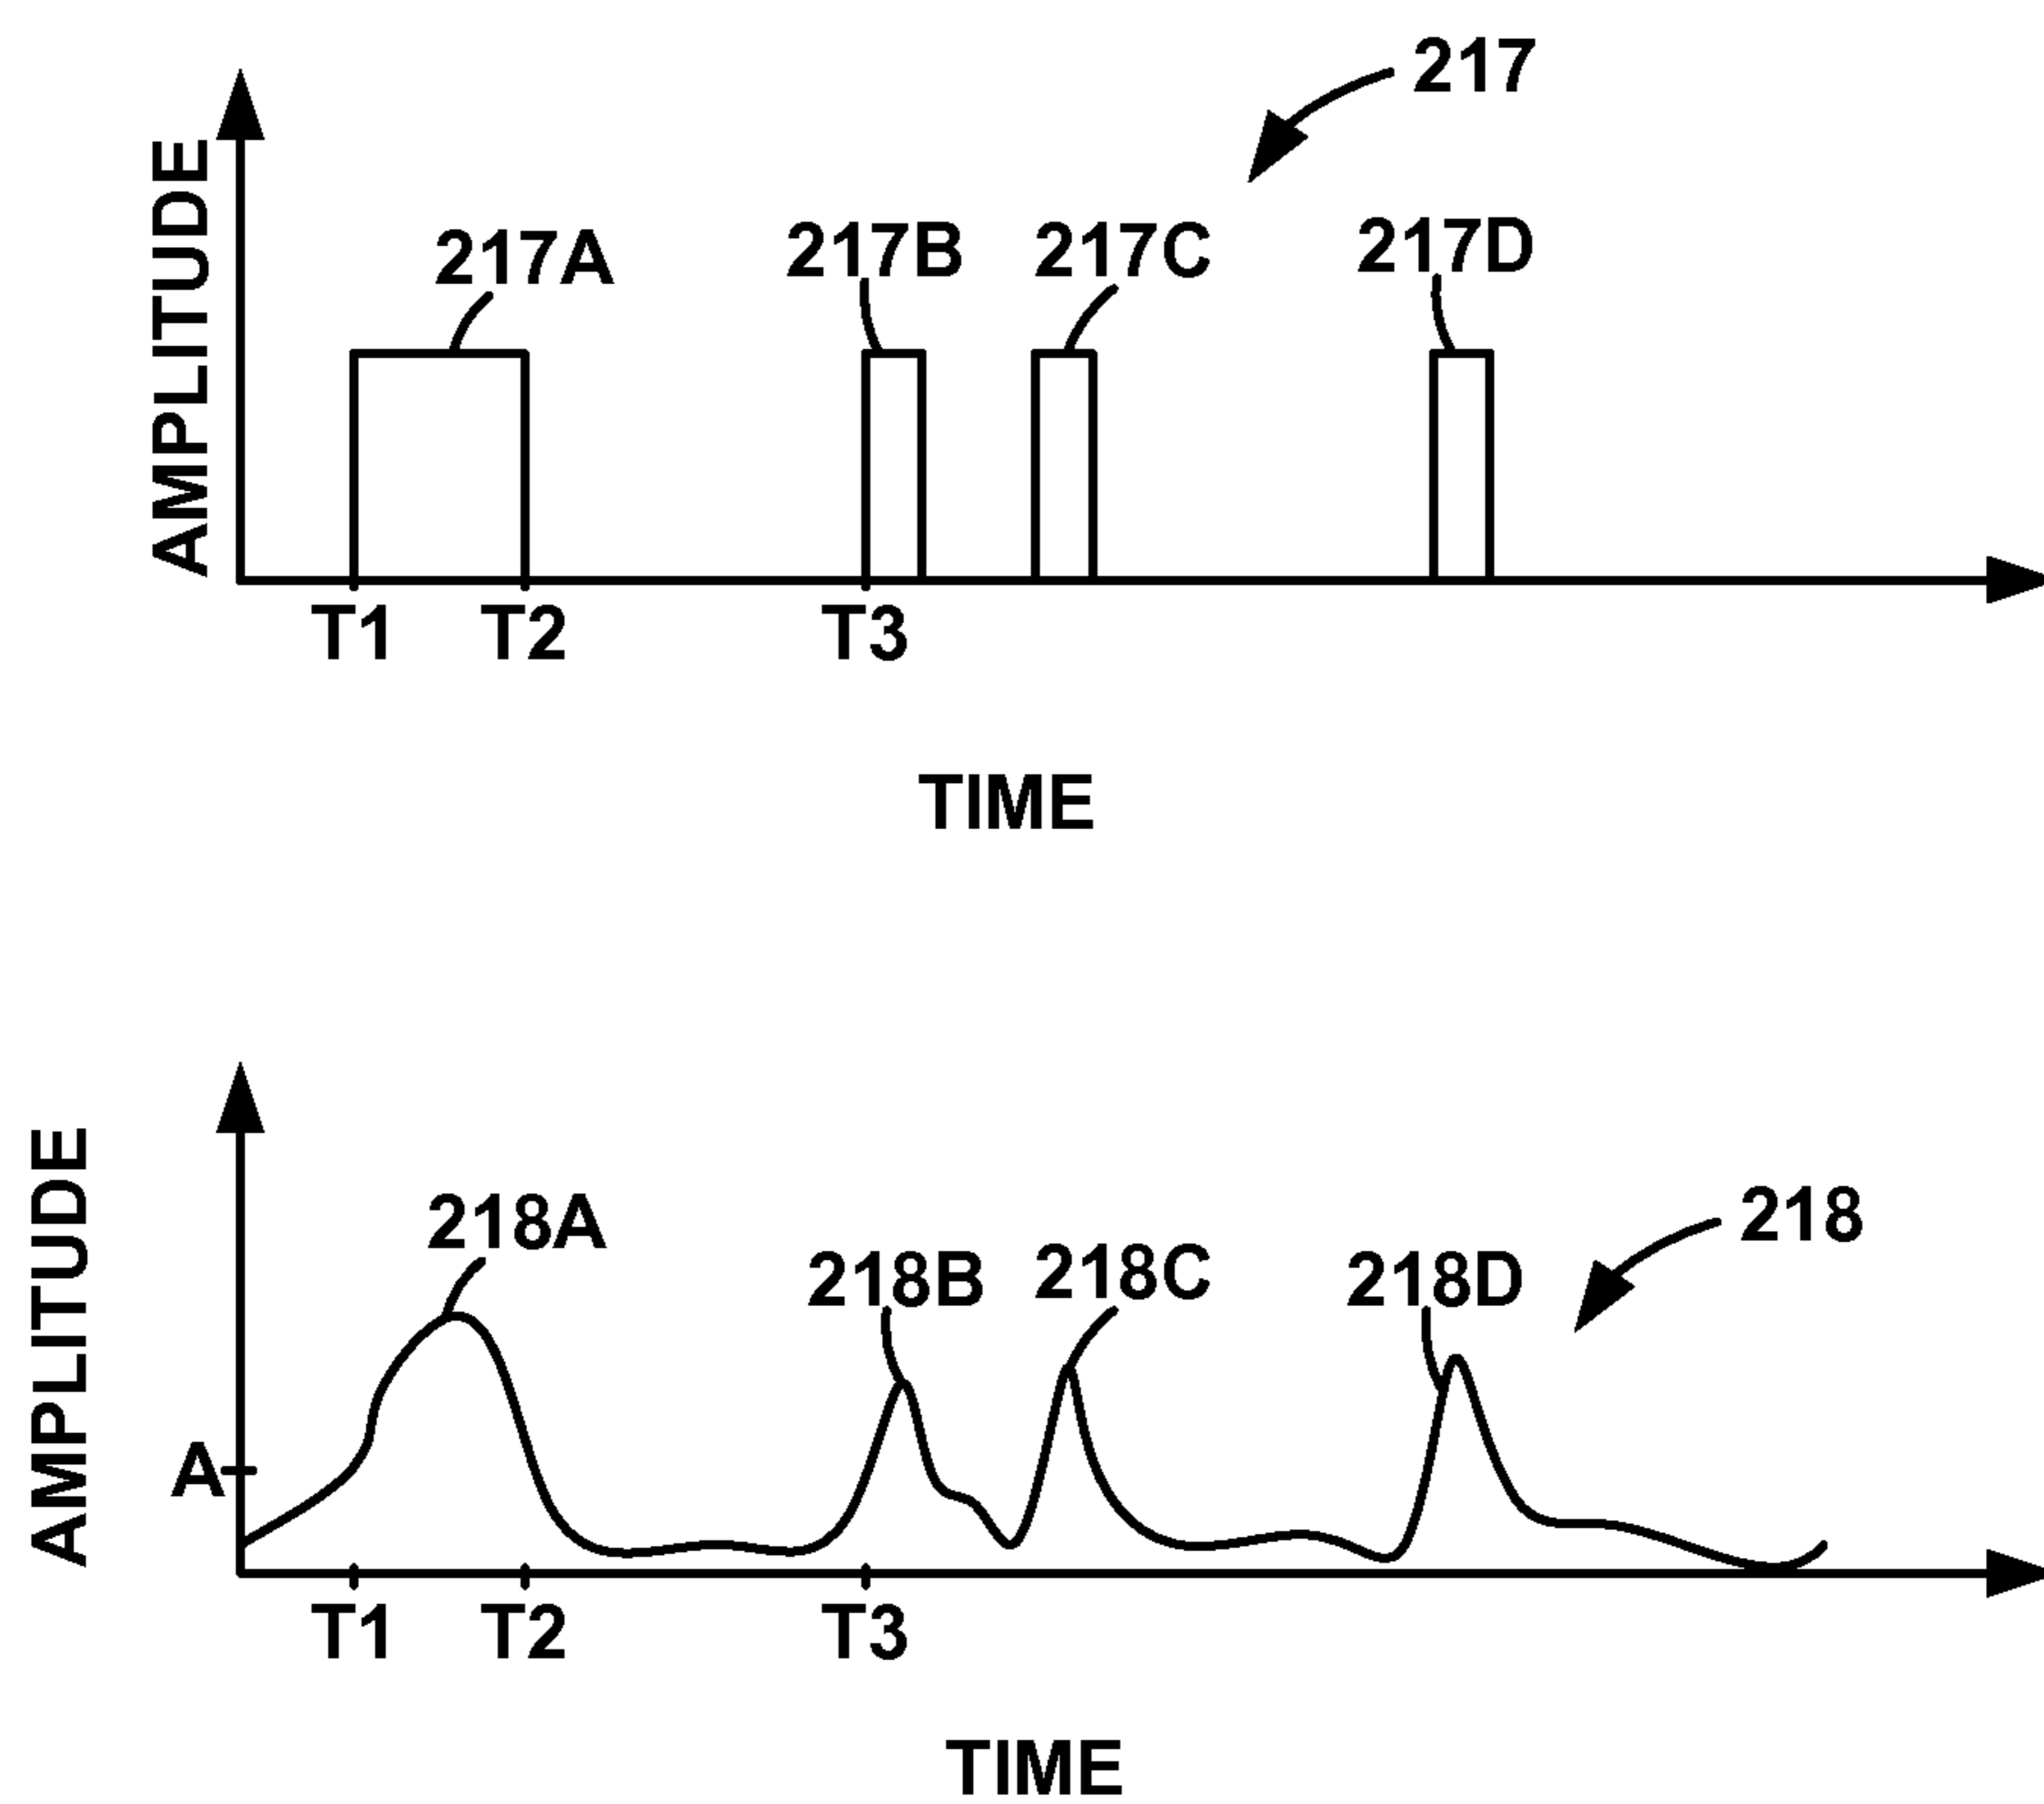 217
AMPLITUDE
217A
217B
217C
217D
T1
T2
T3
TIME
AMPLITUDE
218A
218B
218C
218D
218
A
T1
T2
T3
TIME